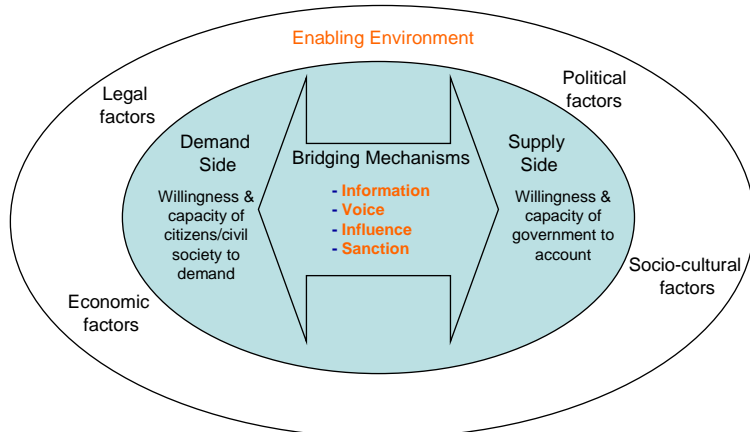 Enabling Environment
Legal
factors
Political
factors
Demand
Side
Willingness &
capacity of
citizens/civil
society to
demand
Bridging Mechanisms
- Information
- Voice
- Influence
- Sanction
Supply
Side
Willingness &
capacity of
government to
account
Economic
factors
Socio-cultural
factors